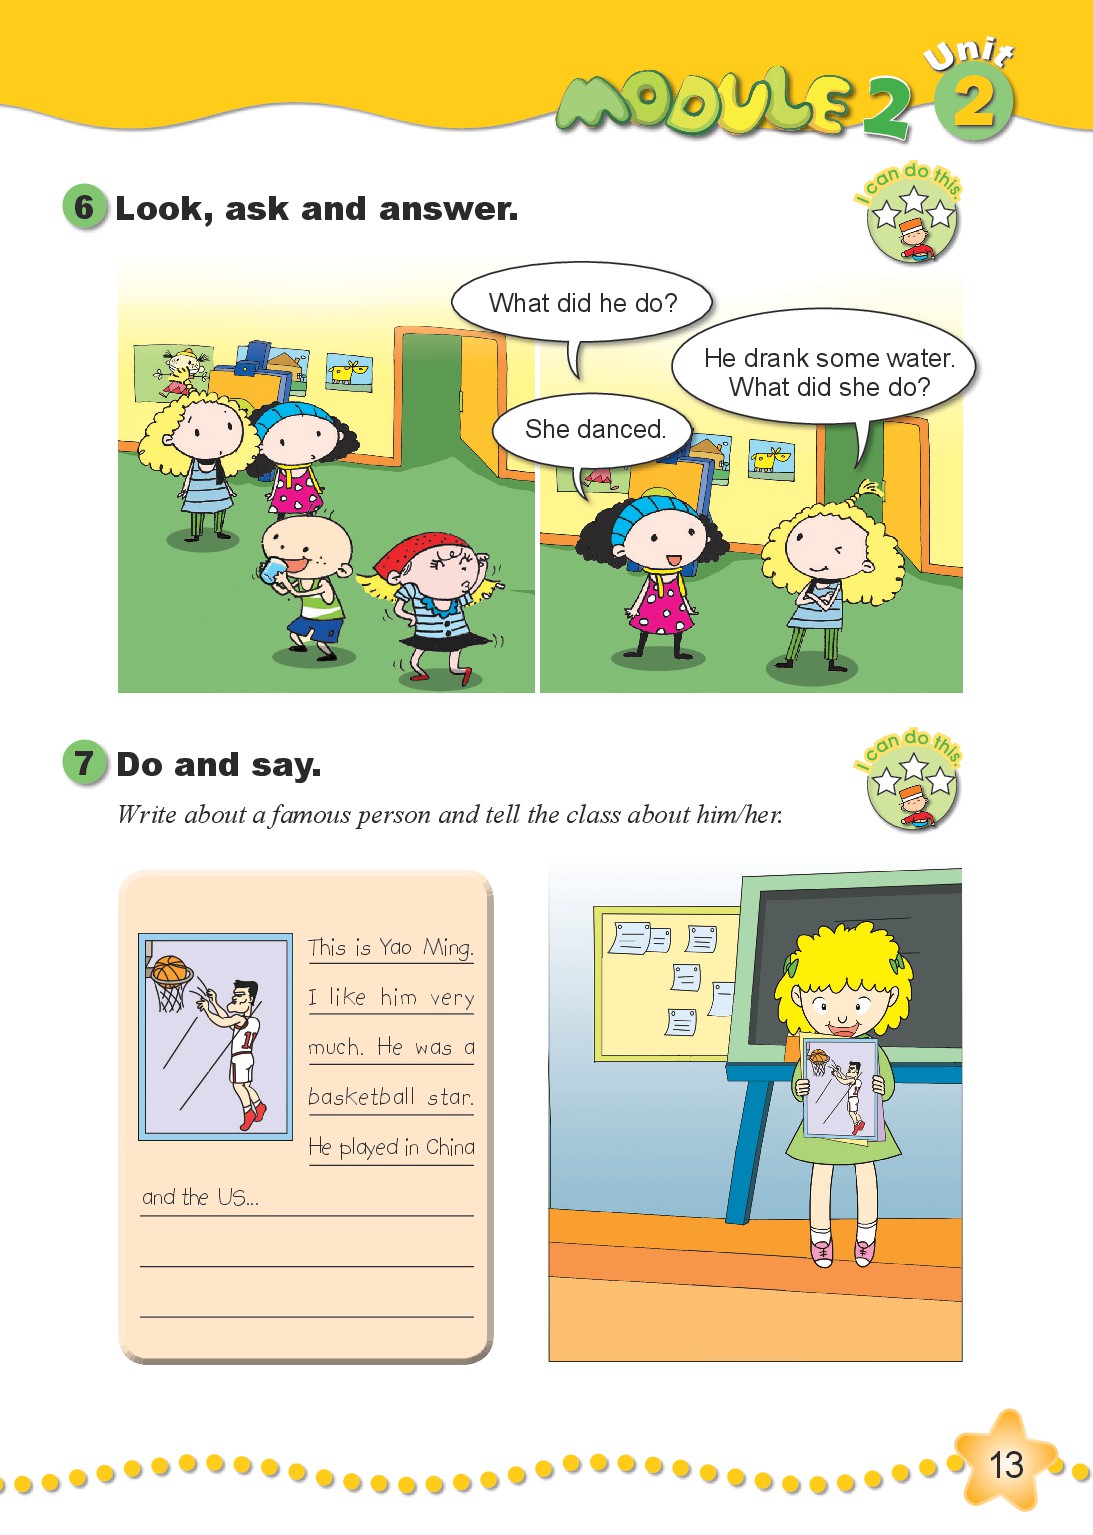 MODULE 2 Unit 2
6 Look, ask and answer.
I can do this.
What did he do?
He drank some water.
What did she do?
She danced.
7 Do and say.
I can do this.
Write about a famous person and tell the class about him/her.
This is Yao Ming.
I like him very
much. He was a
basketball star.
He played in China
and the US...
13